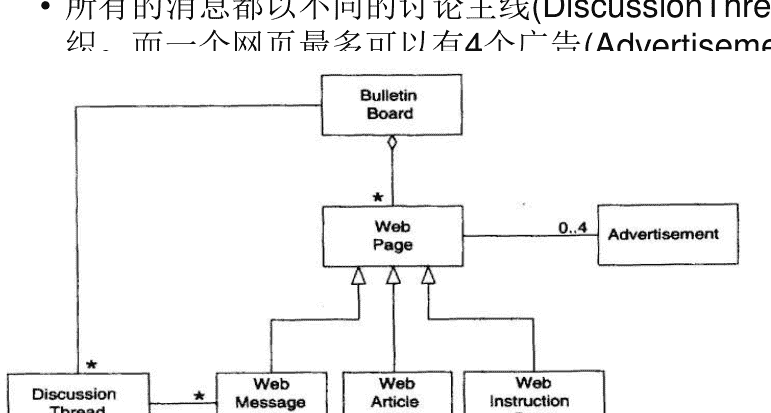 • 所有的消息都以不同的讨论主线(DiscussionThre
织。而一个网页最多可以有4个广告(Advertiseme
Bulletin
Board
*
Web
Page
0..4
Advertisement
*
Discussion
Thread
*
Web
Message
Web
Article
Web
Instruction